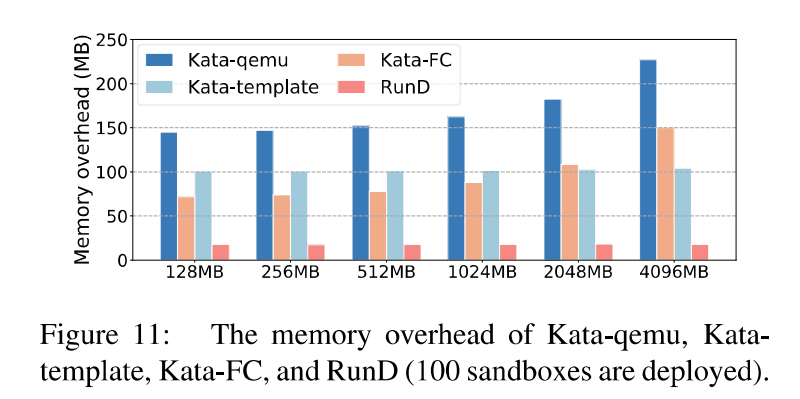 250
200
150
100
50
0
Memory overhead (MB)
Kata-qemu
Kata-FC
Kata-template
RunD
128MB 256MB 512MB 1024MB 2048MB 4096MB
Figure 11: The memory overhead of Kata-qemu, Kata-
template, Kata-FC, and RunD (100 sandboxes are deployed).